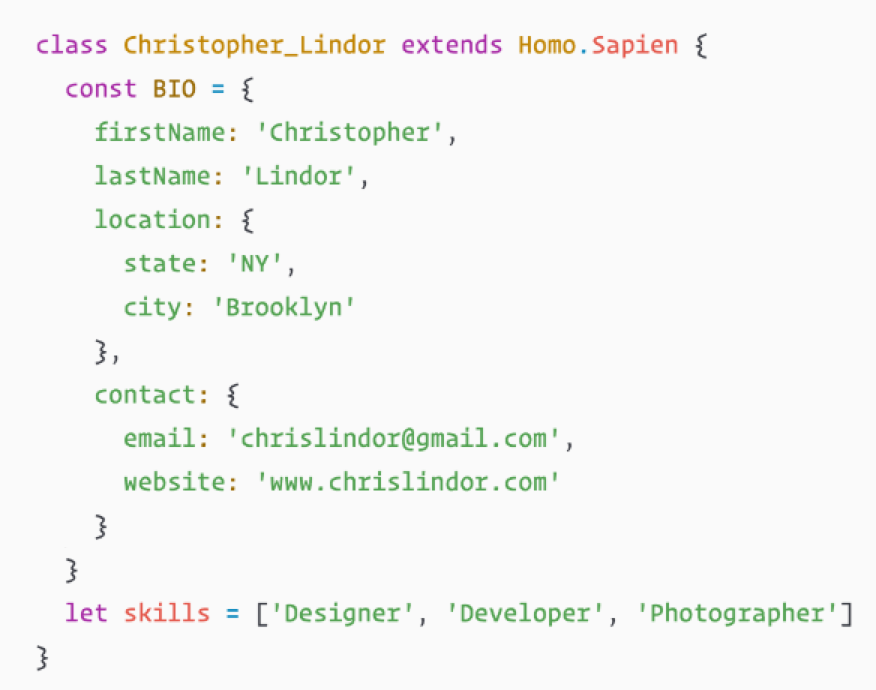 class Christopher_Lindor extends Homo.Sapien {
  const BIO = {
    firstName: 'Christopher',
    lastName: 'Lindor',
    location: {
      state: 'NY',
      city: 'Brooklyn'
    },
    contact: {
      email: 'chrislindor@gmail.com',
      website: 'www.chrislindor.com'
    }
  }
  let skills = ['Designer', 'Developer', 'Photographer']
}